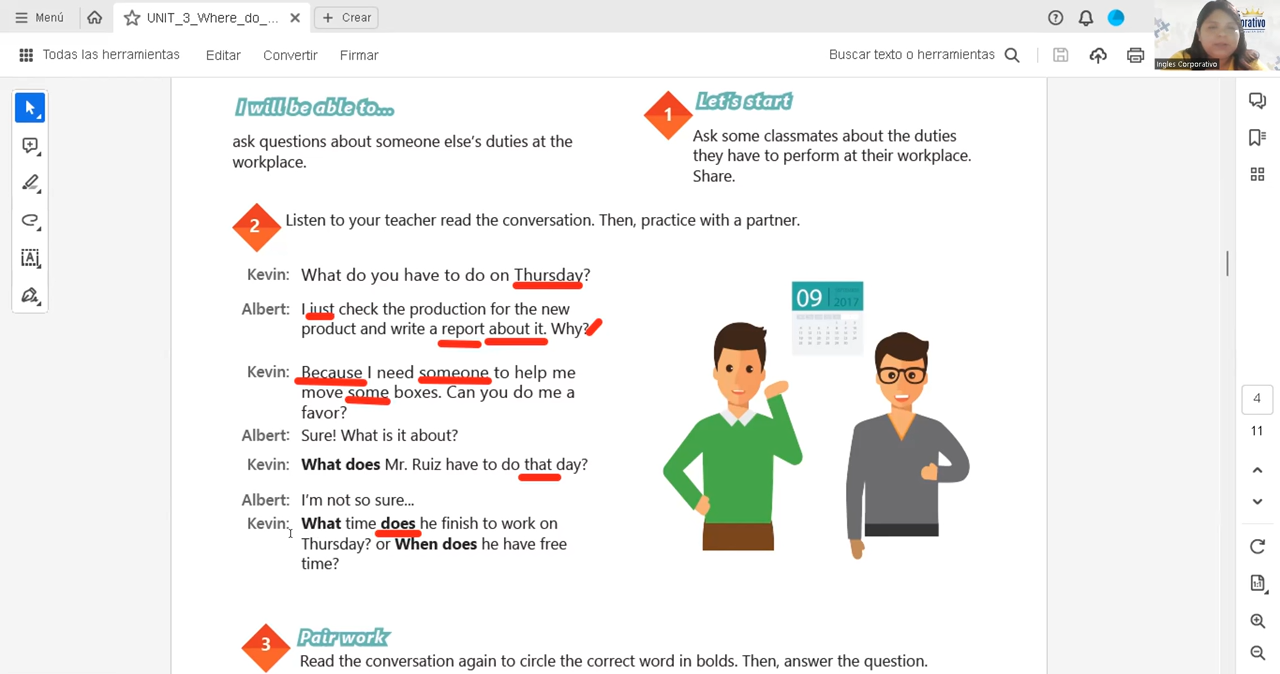 Menú
UNIT_3_Where_do_...
Crear
Todas las herramientas
Editar
Convertir
Firmar
Buscar texto o herramientas
Ingles Corporativo
I will be able to...
ask questions about someone else's duties at the
workplace.
1
Let's start
Ask some classmates about the duties
they have to perform at their workplace.
Share.
2
Listen to your teacher read the conversation. Then, practice with a partner.
Kevin: What do you have to do on Thursday?
Albert: I just check the production for the new
product and write a report about it. Why?
Kevin: Because I need someone to help me
move some boxes. Can you do me a
favor?
Albert: Sure! What is it about?
Kevin: What does Mr. Ruiz have to do that day?
Albert: I'm not so sure...
Kevin: What time does he finish to work on
Thursday? or When does he have free
time?
09
2017
3
Pair work
Read the conversation again to circle the correct word in bolds. Then, answer the question.
4
11
1:1